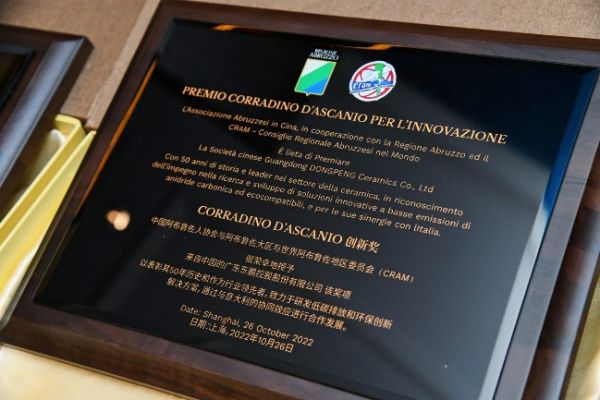 REGIONE
ABRUZZO
CRAM
PREMIO CORRADINO D'ASCANIO PER L'INNOVAZIONE
L'Associazione Abruzzesi in Cina, in cooperazione con la Regione Abruzzo ed il
CRAM - Consiglio Regionale Abruzzesi nel Mondo
È lieta di Premiare
La Società cinese Guangdong DONGPENG Ceramics Co., Ltd
Con 50 anni di storia e leader nel settore della ceramica, in riconoscimento
dell'impegno nella ricerca e sviluppo di soluzioni innovative a basse emissioni di
anidride carbonica ed ecocompatibili, e per le sue sinergie con L'Italia.
CORRADINO D'ASCANIO 创新奖
中国阿布鲁佐人协会与阿布鲁佐大区与世界阿布鲁佐地区委员会（CRAM）
很荣幸地授予
来自中国的广东东鹏控股股份有限公司 该奖项
以表彰其50年历史和作为行业领先者，致力于研发低碳排放和环保创新
解决方案，通过与意大利的协同效应进行合作发展。
Date: Shanghai, 26 October 2022
日期:上海, 2022年10月26日